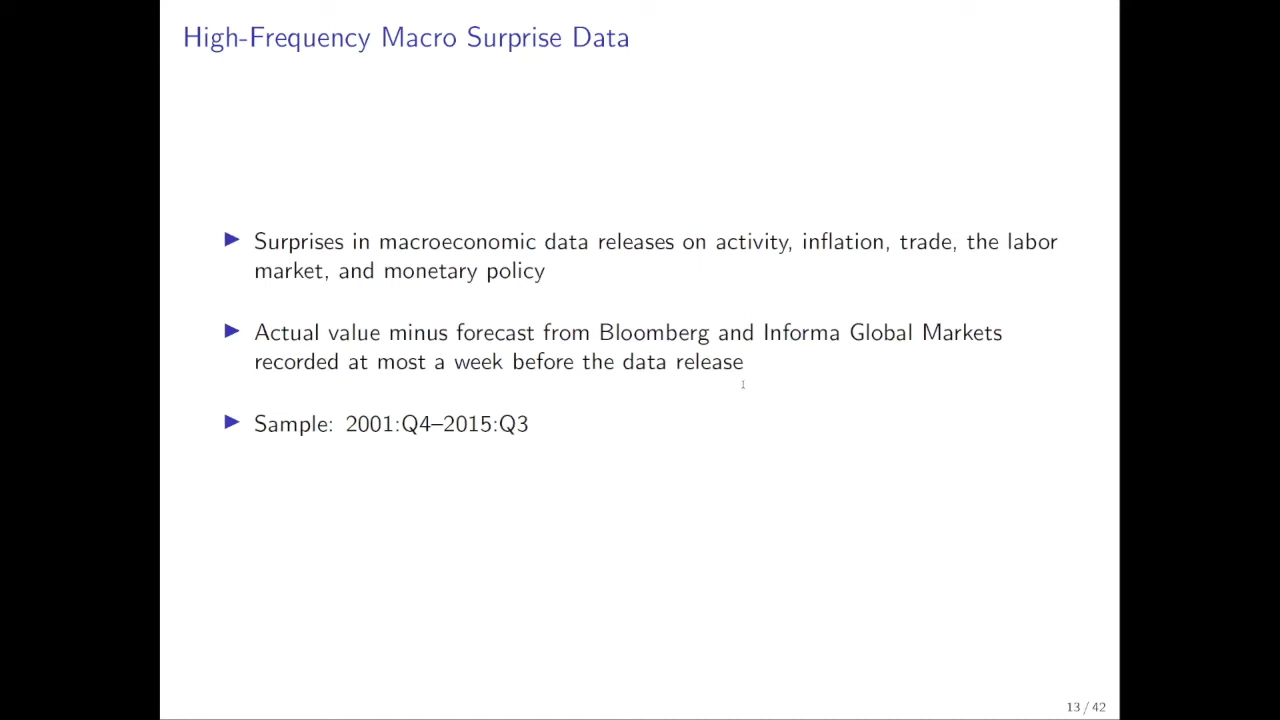 High-Frequency Macro Surprise Data
▶ Surprises in macroeconomic data releases on activity, inflation, trade, the labor
market, and monetary policy
▶ Actual value minus forecast from Bloomberg and Informa Global Markets
recorded at most a week before the data release
▶ Sample: 2001:Q4–2015:Q3
13 / 42